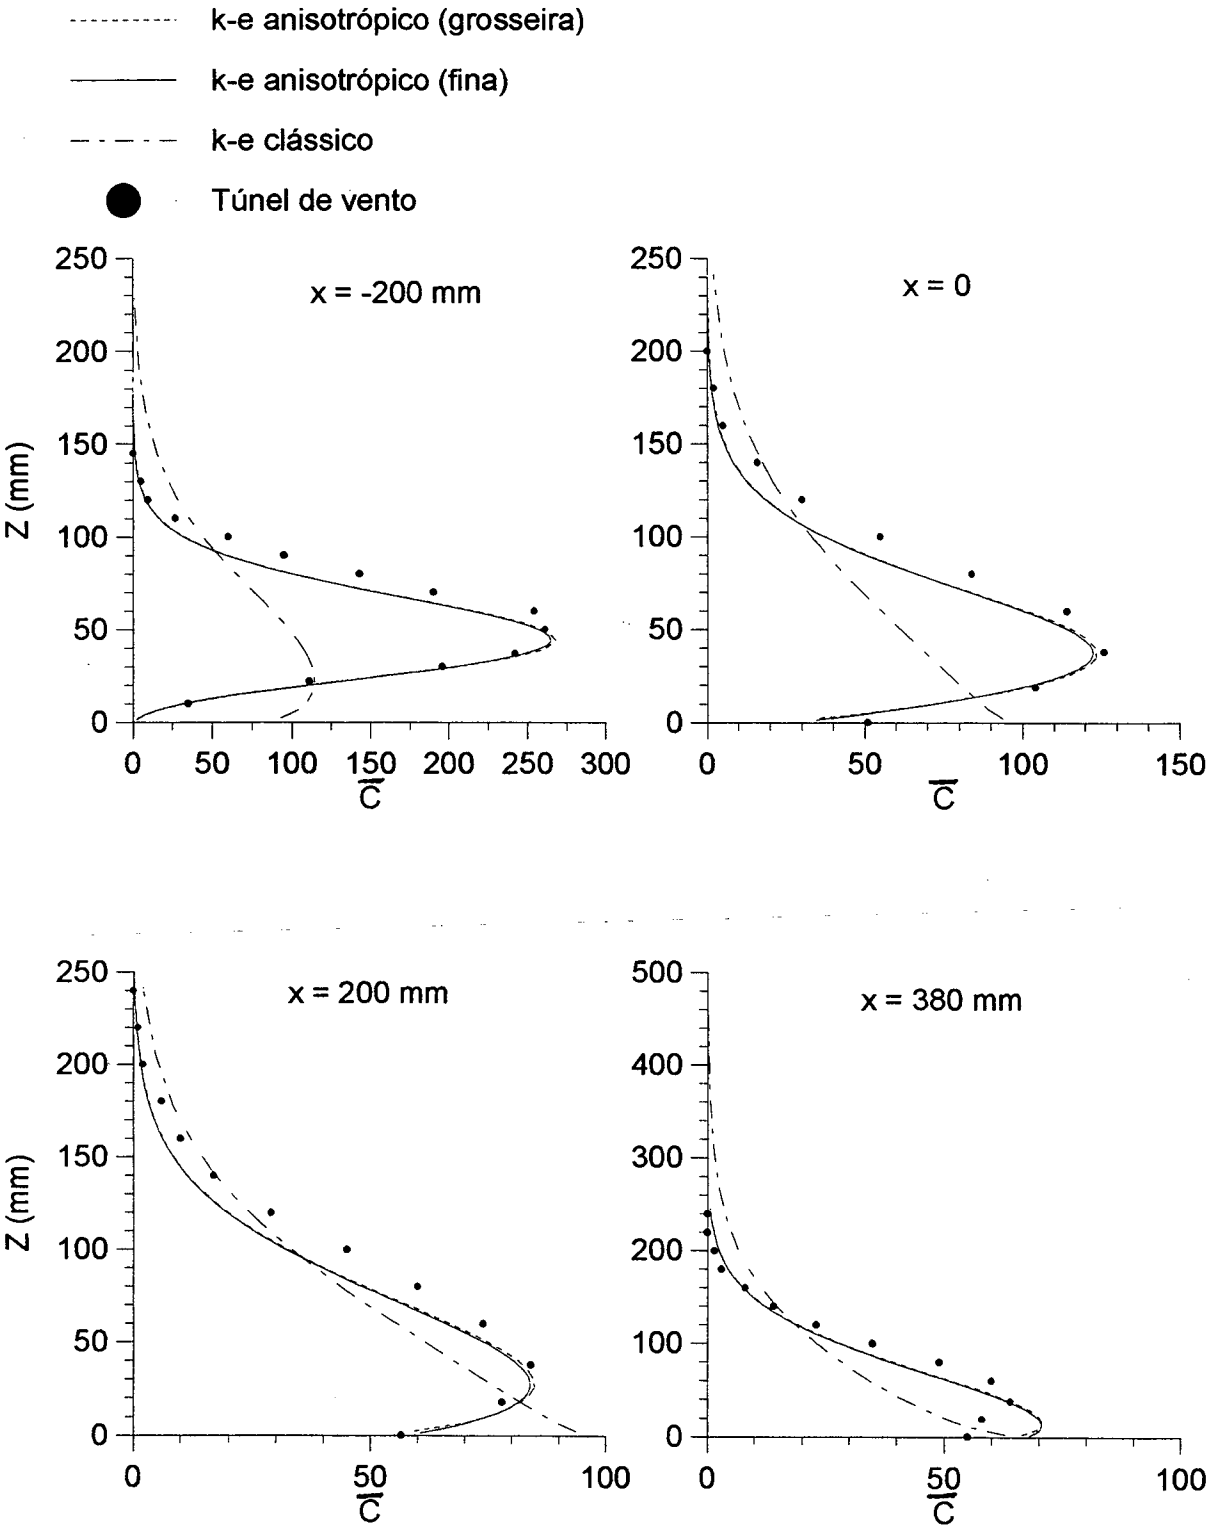 k-e anisotrópico (grosseira)
k-e anisotrópico (fina)
k-e clássico
Túnel de vento
x = -200 mm
250
200
150
100
50
0
Z (mm)
0 50 100 150 200 250 300
C̅
x = 0
250
200
150
100
50
0
0 50 100 150
C̅
x = 200 mm
250
200
150
100
50
0
Z (mm)
0 50 100
C̅
x = 380 mm
500
400
300
200
100
0
0 50 100
C̅